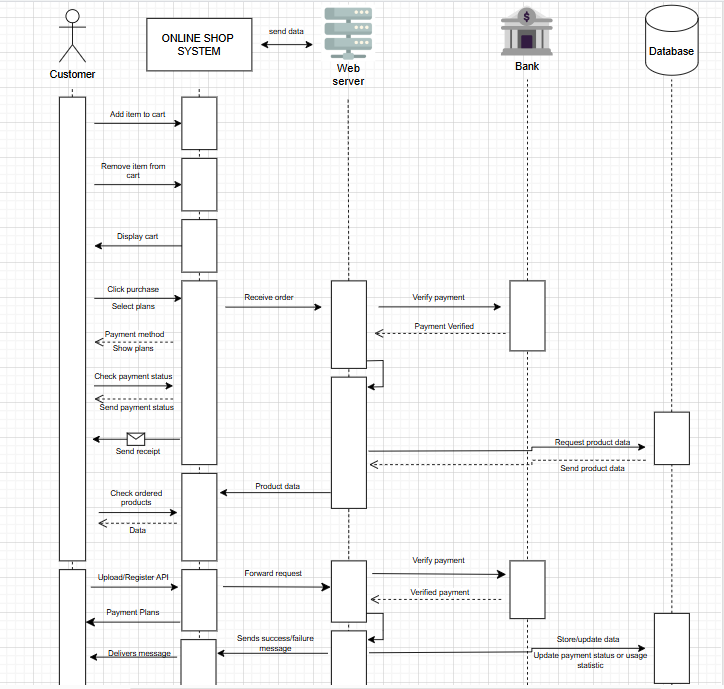 ONLINE SHOP
SYSTEM
send data
Customer
Web
server
Bank
$
Database
Add item to cart
Remove item from
cart
Display cart
Click purchase
Select plans
Receive order
Verify payment
Payment Verified
Payment method
Show plans
Check payment status
Send payment status
Send receipt
Request product data
Send product data
Product data
Check ordered
products
Data
Upload/Register API
Forward request
Verify payment
Verified payment
Payment Plans
Sends success/failure
message
Store/update data
Delivers message
Update payment status or usage
statistic